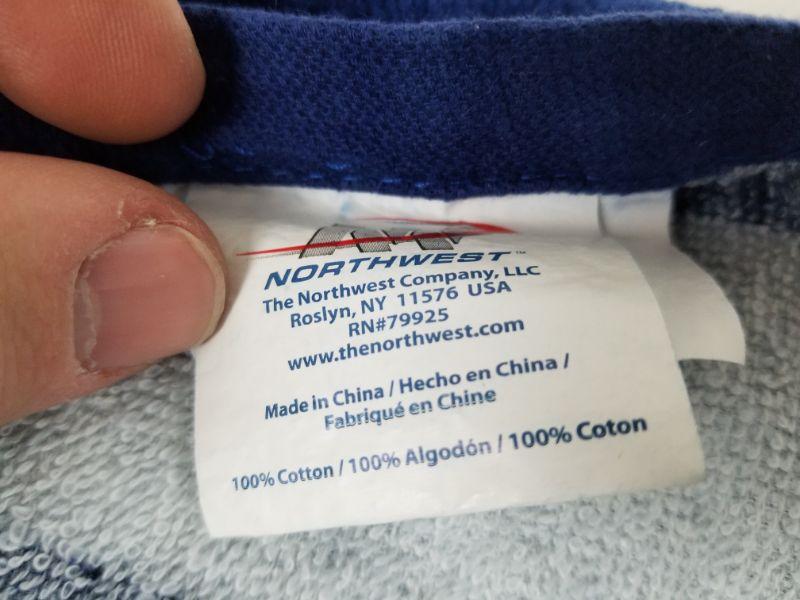 NORTHWEST™
The Northwest Company, LLC
Roslyn, NY 11576 USA
RN#79925
www.thenorthwest.com
Made in China / Hecho en China /
Fabriqué en Chine
100% Cotton / 100% Algodón / 100% Coton